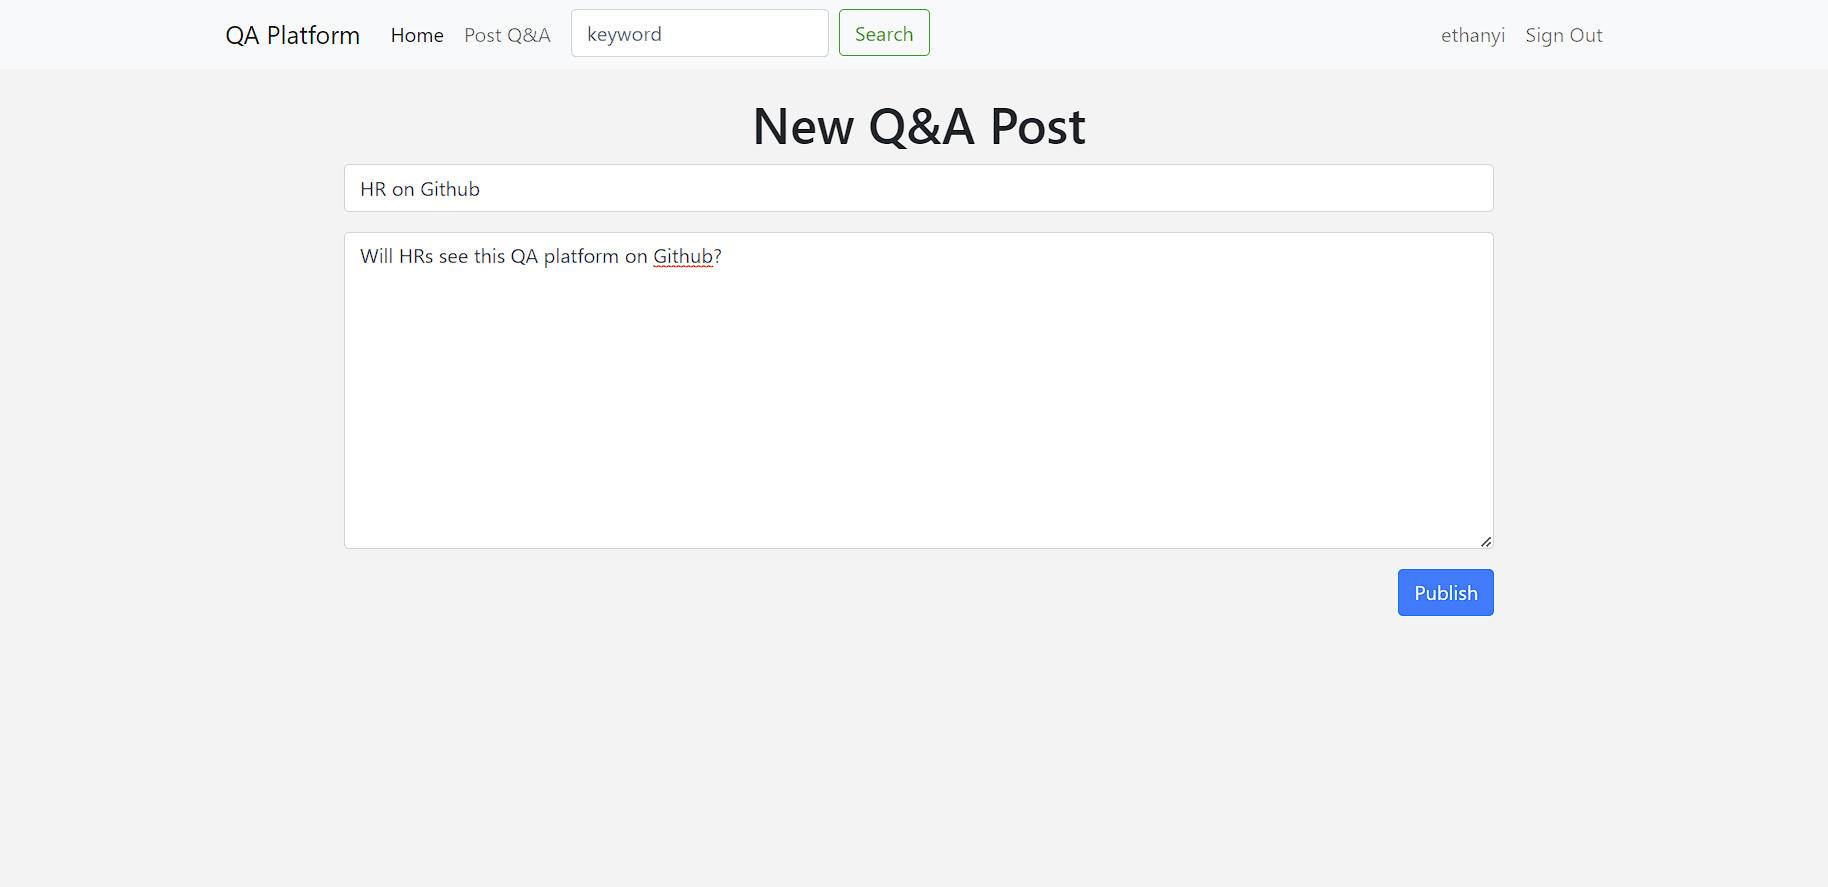 QA Platform Home Post Q&A keyword Search ethanyi Sign Out
New Q&A Post
HR on Github
Will HRs see this QA platform on Github?
Publish